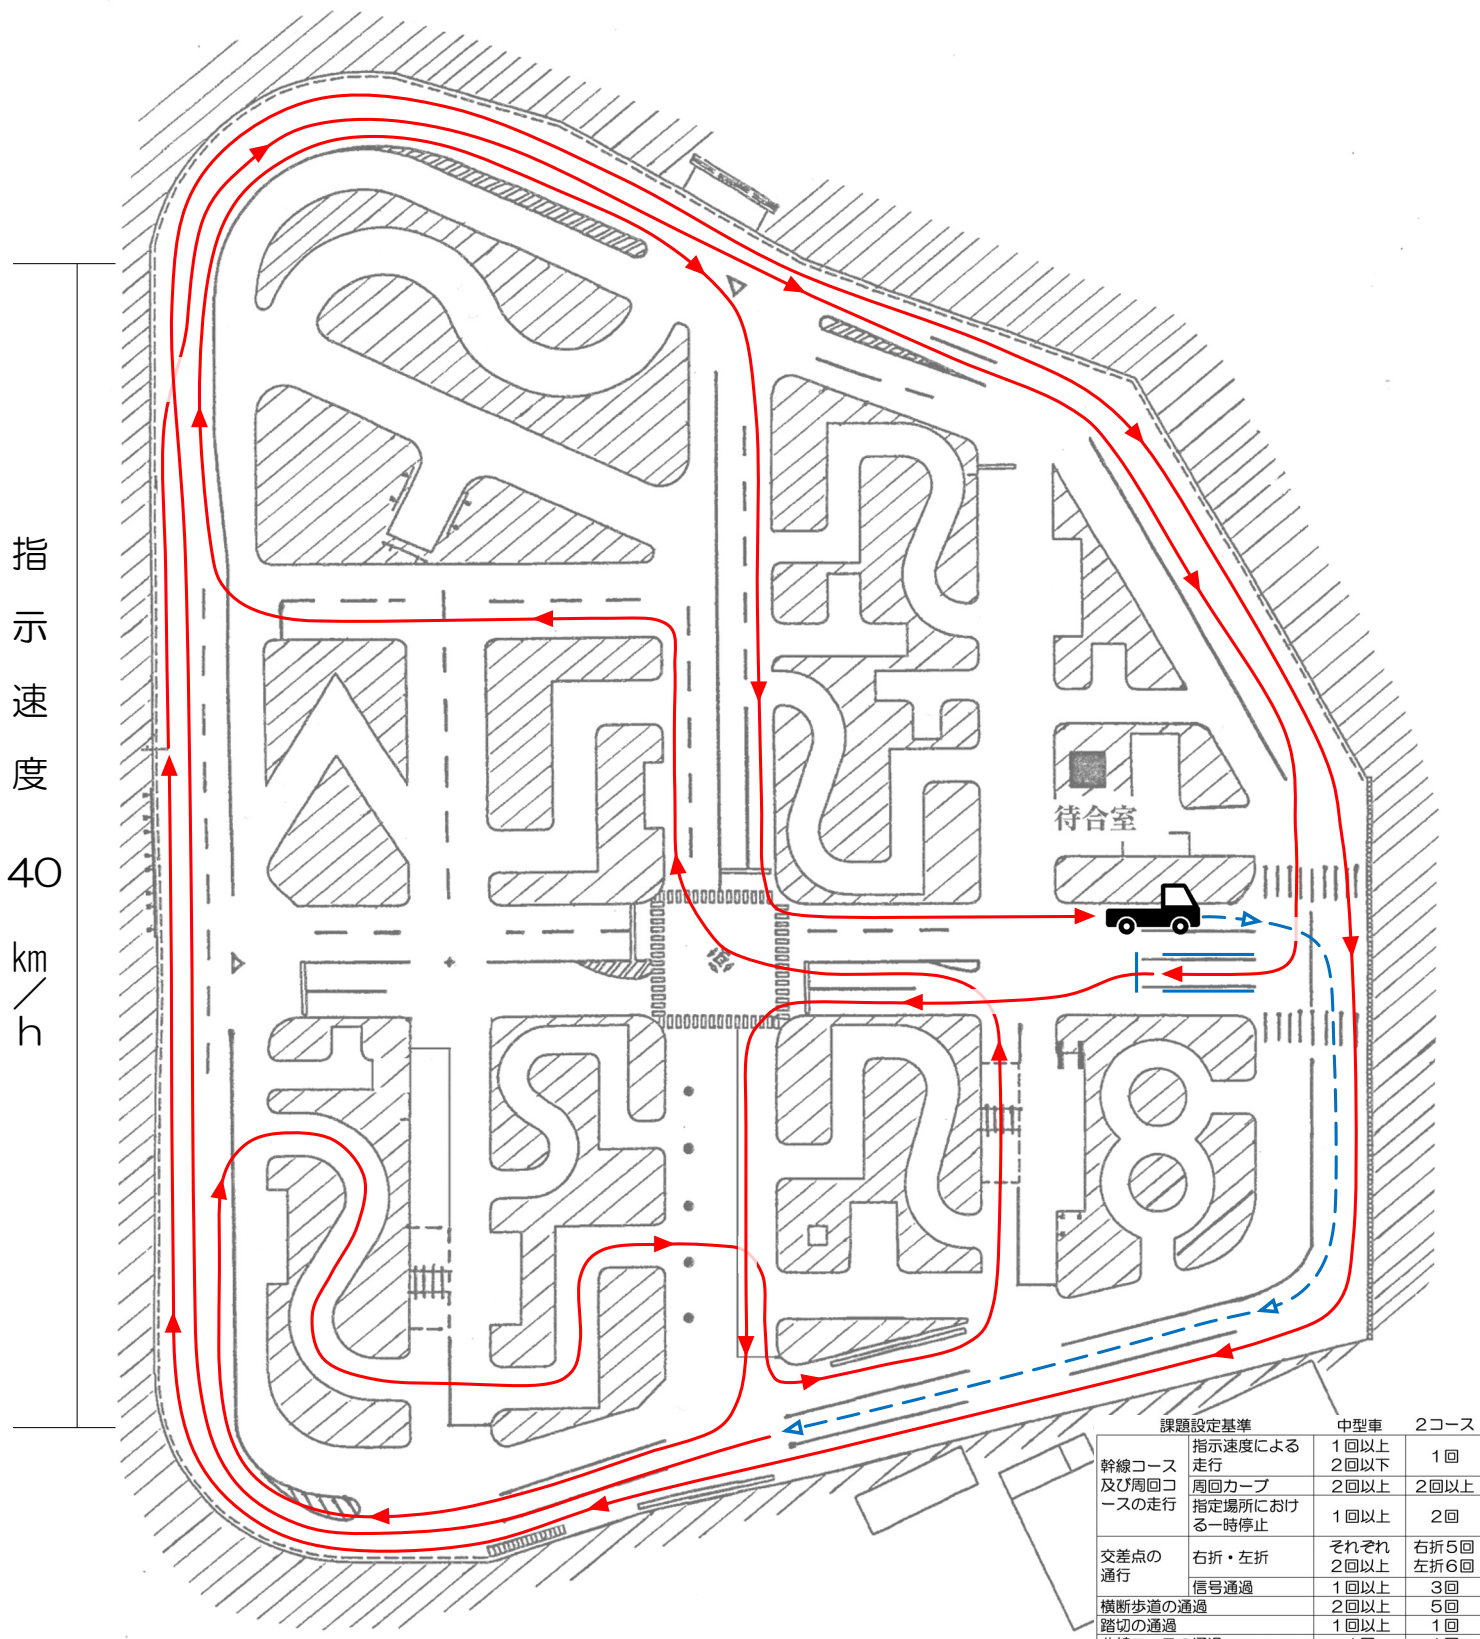 指
示
速
度
40
km
/
h
待合室
課題設定基準 中型車 2コース
幹線コース及び周回コースの走行 指示速度による走行 1回以上2回以下 1回
周回カーブ 2回以上 2回以上
指定場所における一時停止 1回以上 2回
交差点の通行 右折・左折 それぞれ2回以上 右折5回左折6回
信号通過 1回以上 3回
横断歩道の通過 2回以上 5回
踏切の通過 1回以上 1回